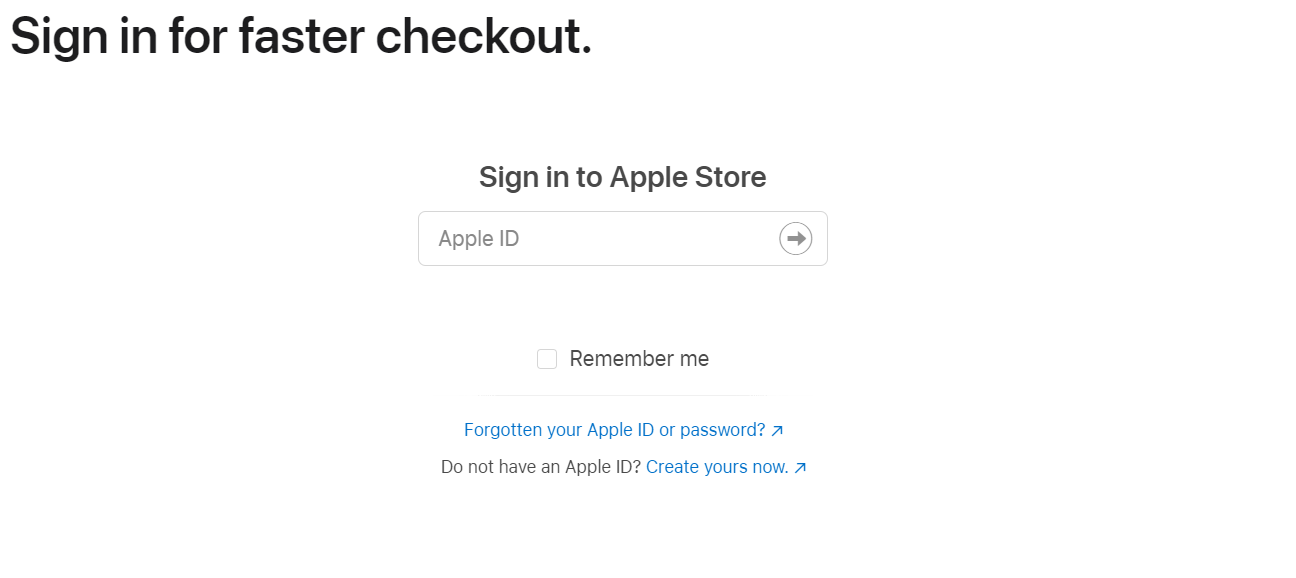 Sign in for faster checkout.
Sign in to Apple Store
Apple ID
Remember me
Forgotten your Apple ID or password? ↗
Do not have an Apple ID? Create yours now. ↗